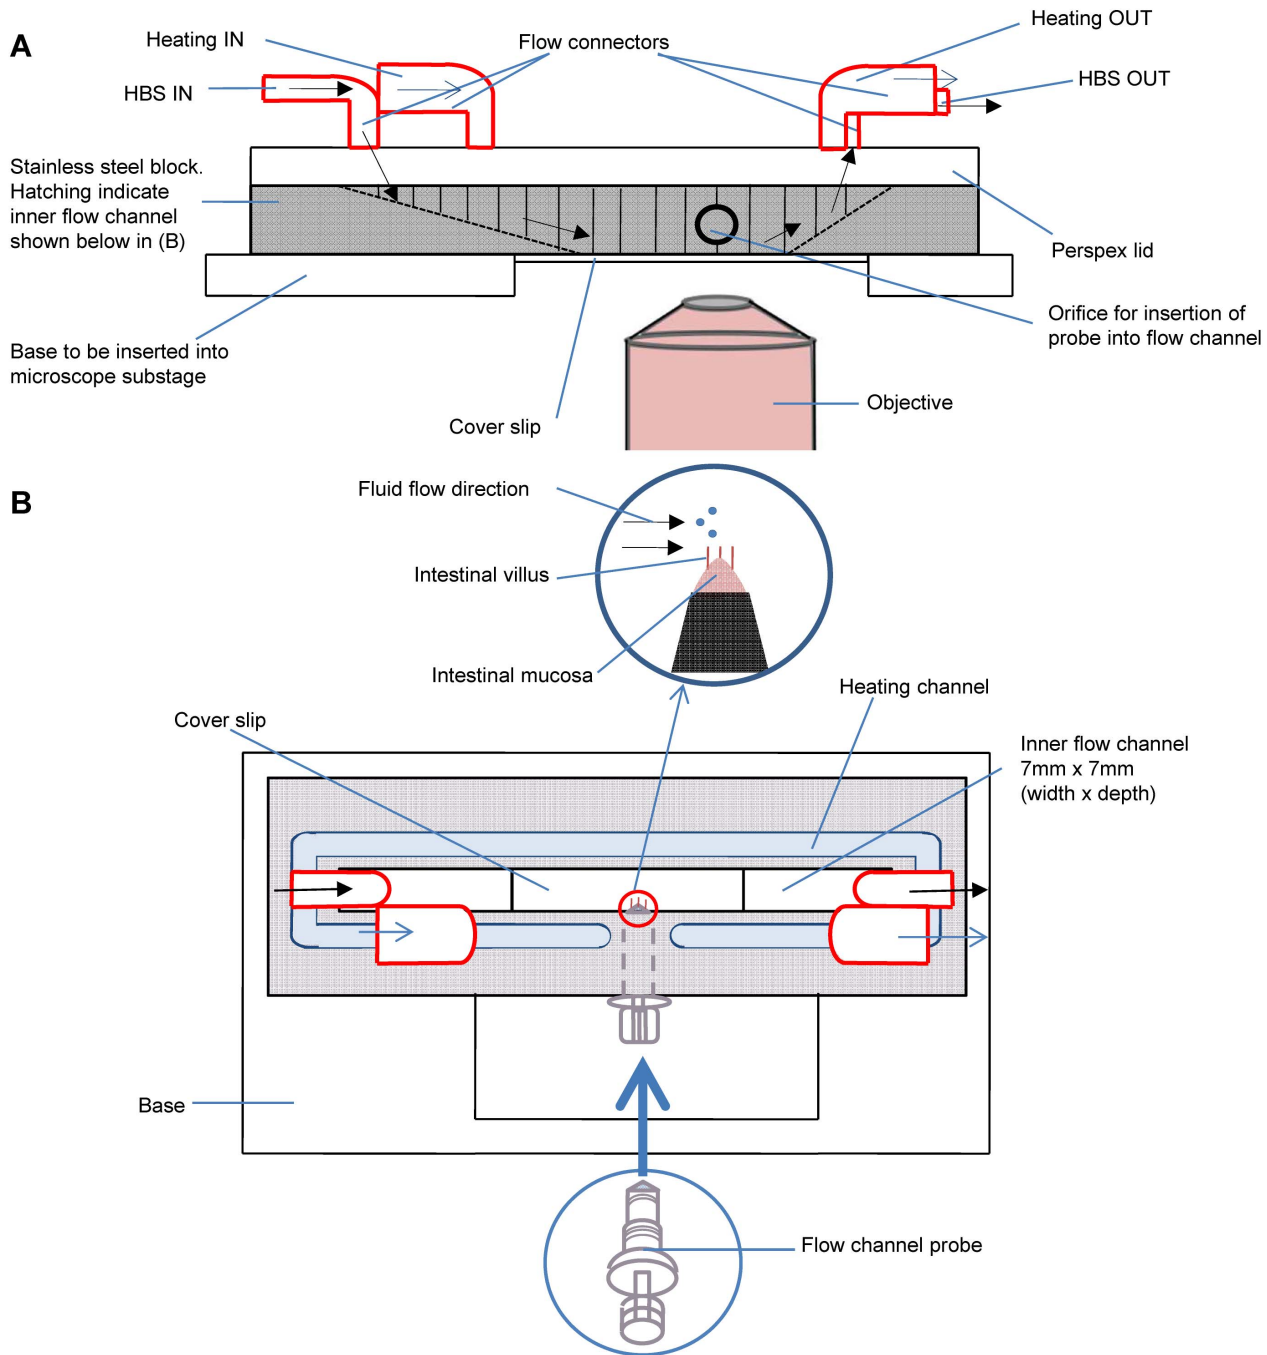 A
Heating IN
Flow connectors
Heating OUT
HBS IN
HBS OUT
Stainless steel block.
Hatching indicate
inner flow channel
shown below in (B)
Perspex lid
Orifice for insertion of
probe into flow channel
Base to be inserted into
microscope substage
Objective
Cover slip
B
Fluid flow direction
Intestinal villus
Intestinal mucosa
Heating channel
Cover slip
Inner flow channel
7mm x 7mm
(width x depth)
Base
Flow channel probe